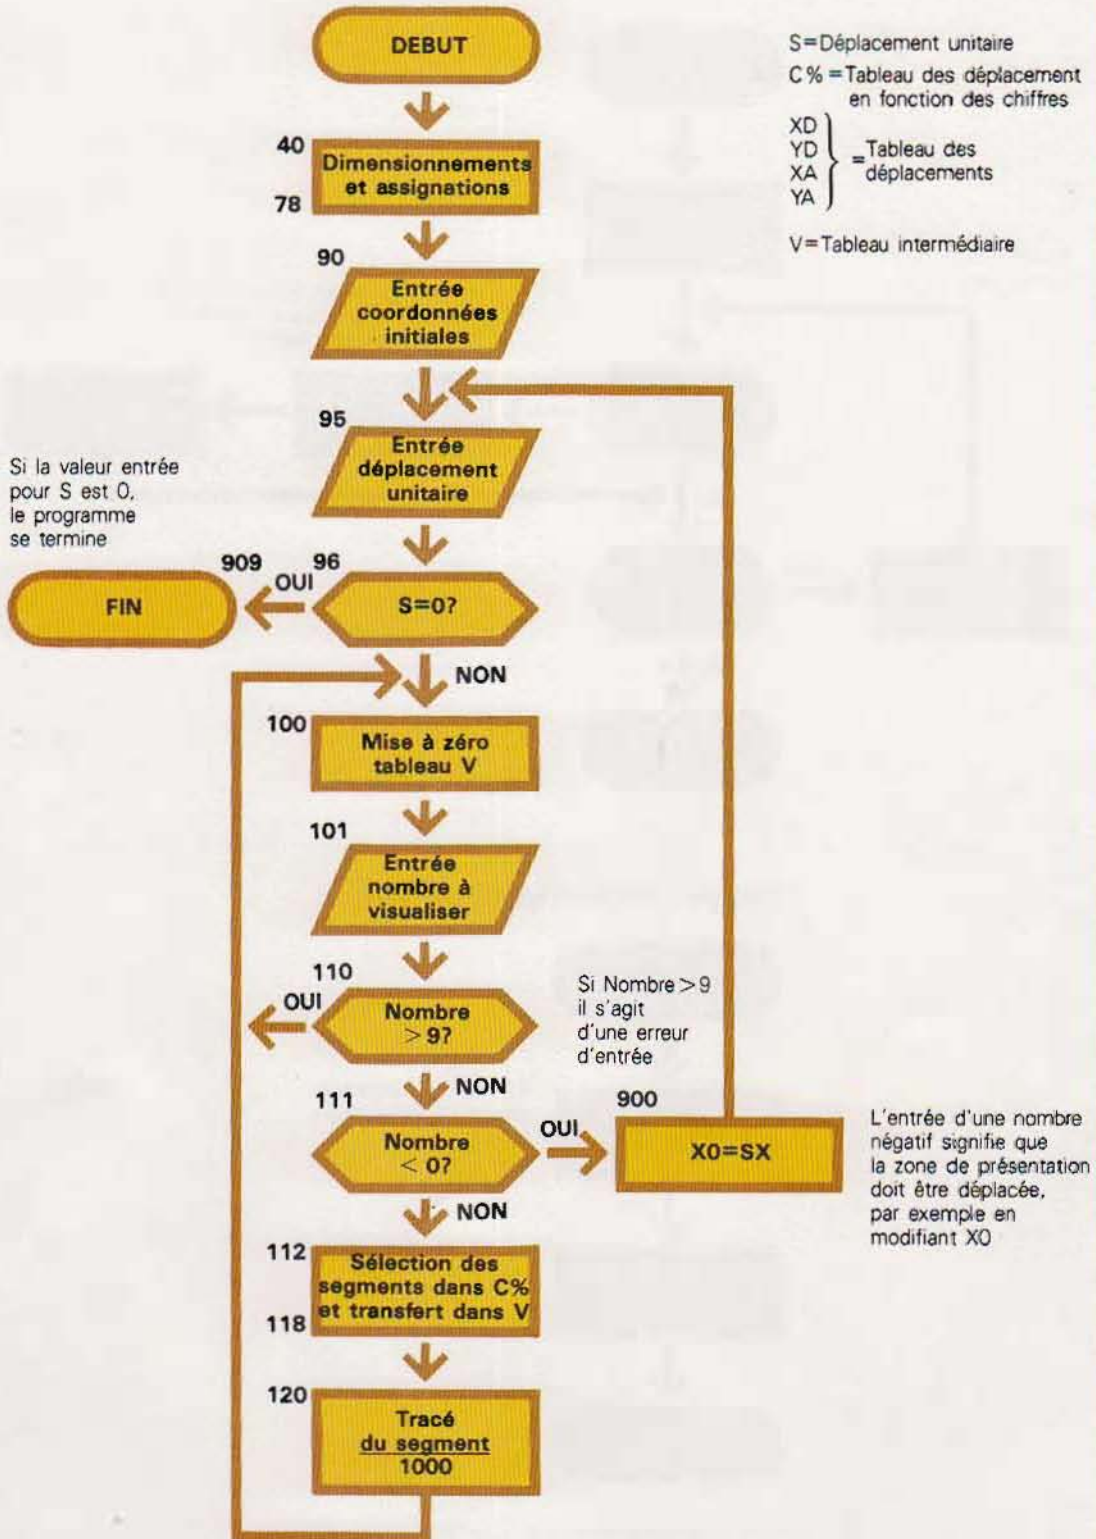 DEBUT
S=Déplacement unitaire
C%=Tableau des déplacement
en fonction des chiffres
XD
YD
XA
YA
=Tableau des
déplacements
V=Tableau intermédiaire
40
Dimensionnements
et assignations
78
90
Entrée
coordonnées
initiales
95
Entrée
déplacement
unitaire
Si la valeur entrée
pour S est 0,
le programme
se termine
909
96
OUI
FIN
S=0?
NON
100
Mise à zéro
tableau V
101
Entrée
nombre à
visualiser
110
OUI
Nombre
>9?
Si Nombre>9
il s'agit
d'une erreur
d'entrée
NON
111
Nombre
< 0?
OUI
900
X0=SX
L'entrée d'une nombre
négatif signifie que
la zone de présentation
doit être déplacée,
par exemple en
modifiant X0
NON
112
Sélection des
segments dans C%
et transfert dans V
118
120
Tracé
du segment
1000